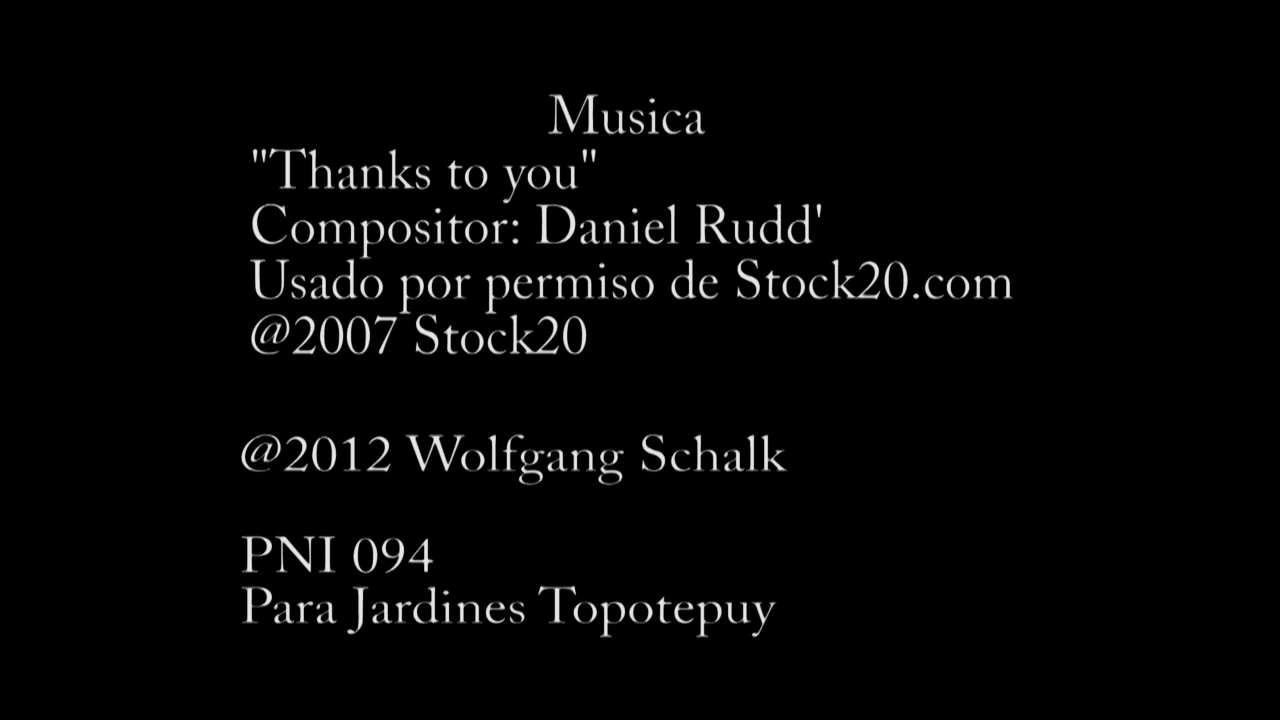 Musica
"Thanks to you"
Compositor: Daniel Rudd'
Usado por permiso de Stock20.com
@2007 Stock20
@2012 Wolfgang Schalk
PNI 094
Para Jardines Topotepuy